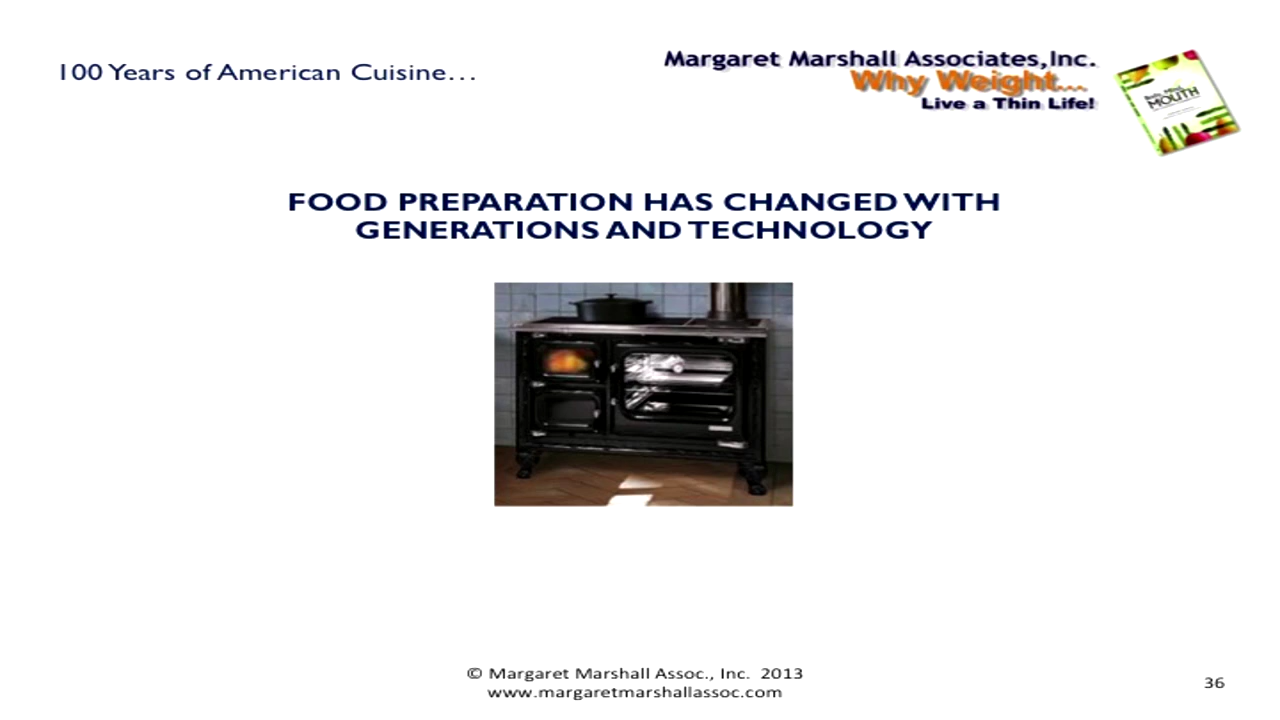 100 Years of American Cuisine...
Margaret Marshall Associates,Inc.
Why Weight....
Live a Thin Life!
MOUTH
FOOD PREPARATION HAS CHANGED WITH
GENERATIONS AND TECHNOLOGY
© Margaret Marshall Assoc., Inc. 2013
www.margaretmarshallassoc.com
36